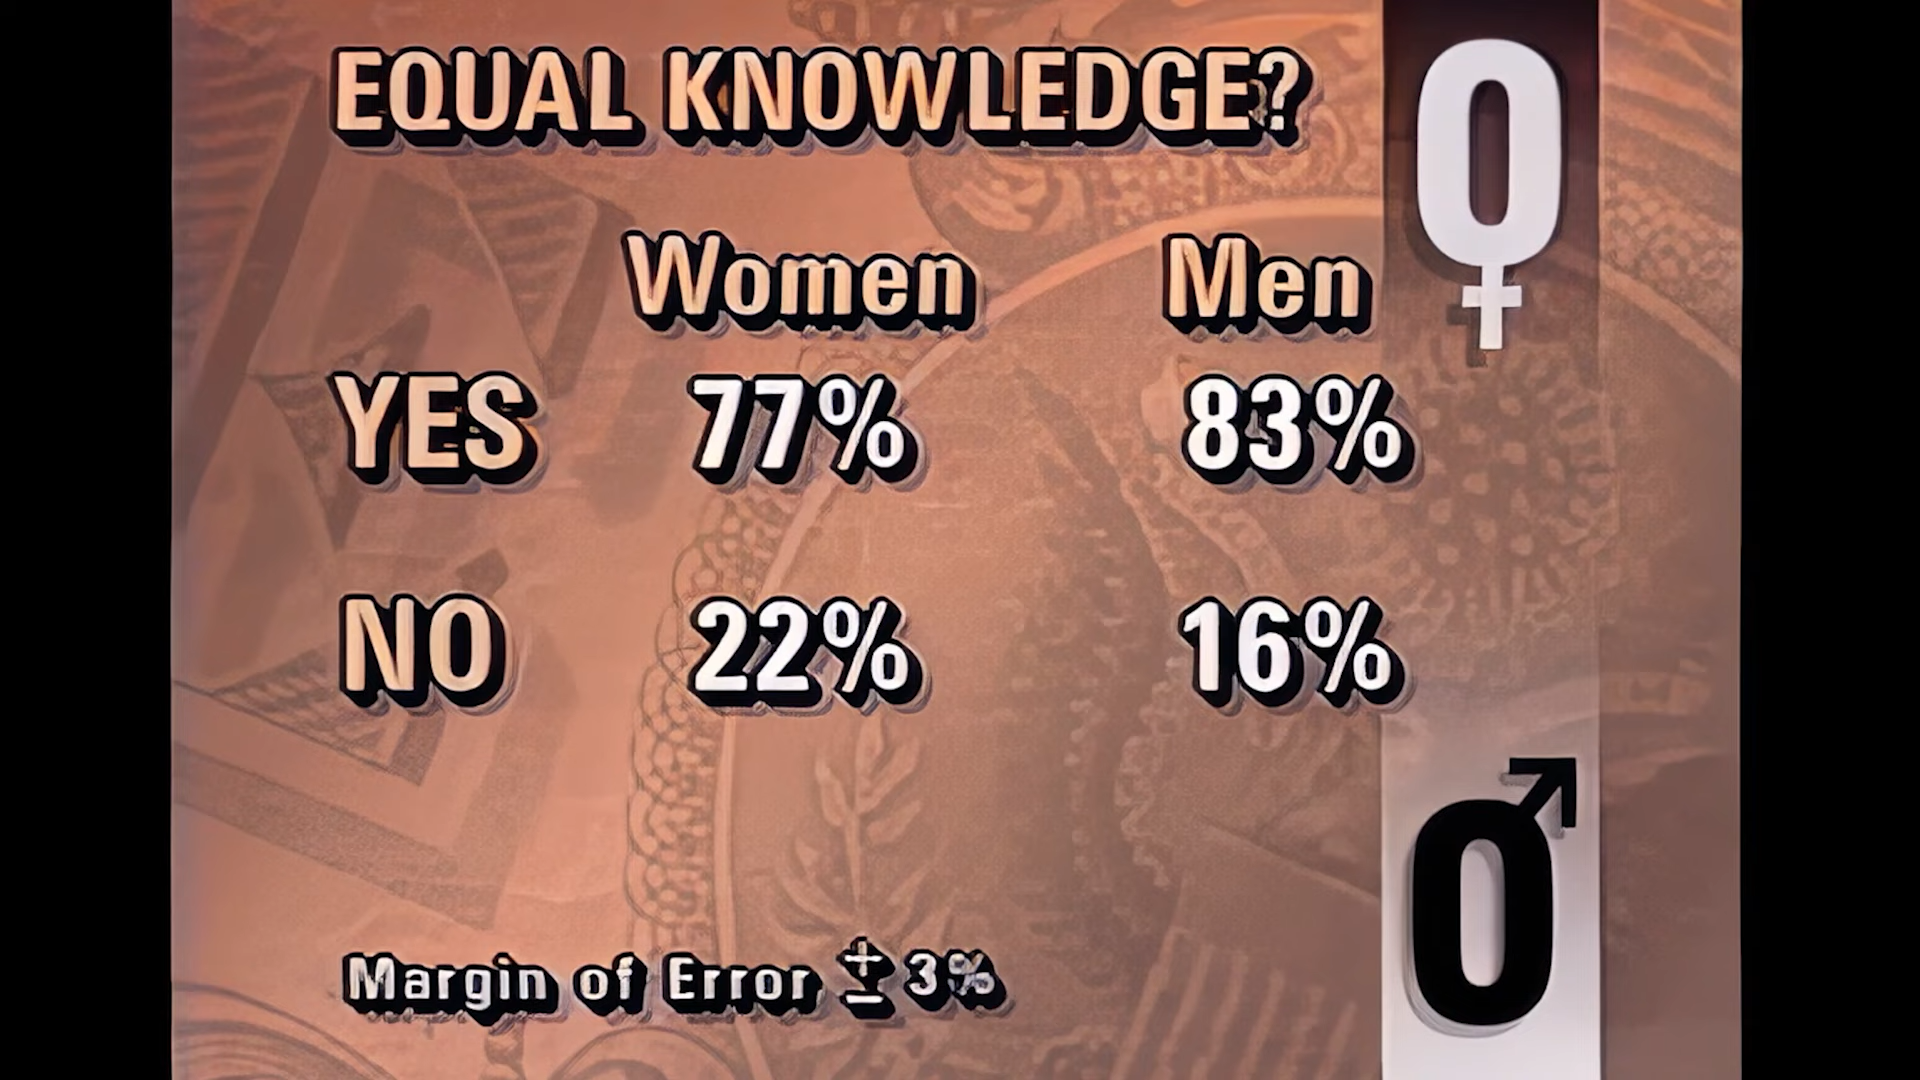 EQUAL KNOWLEDGE?
Women Men
YES 77% 83%
NO 22% 16%
Margin of Error ± 3%